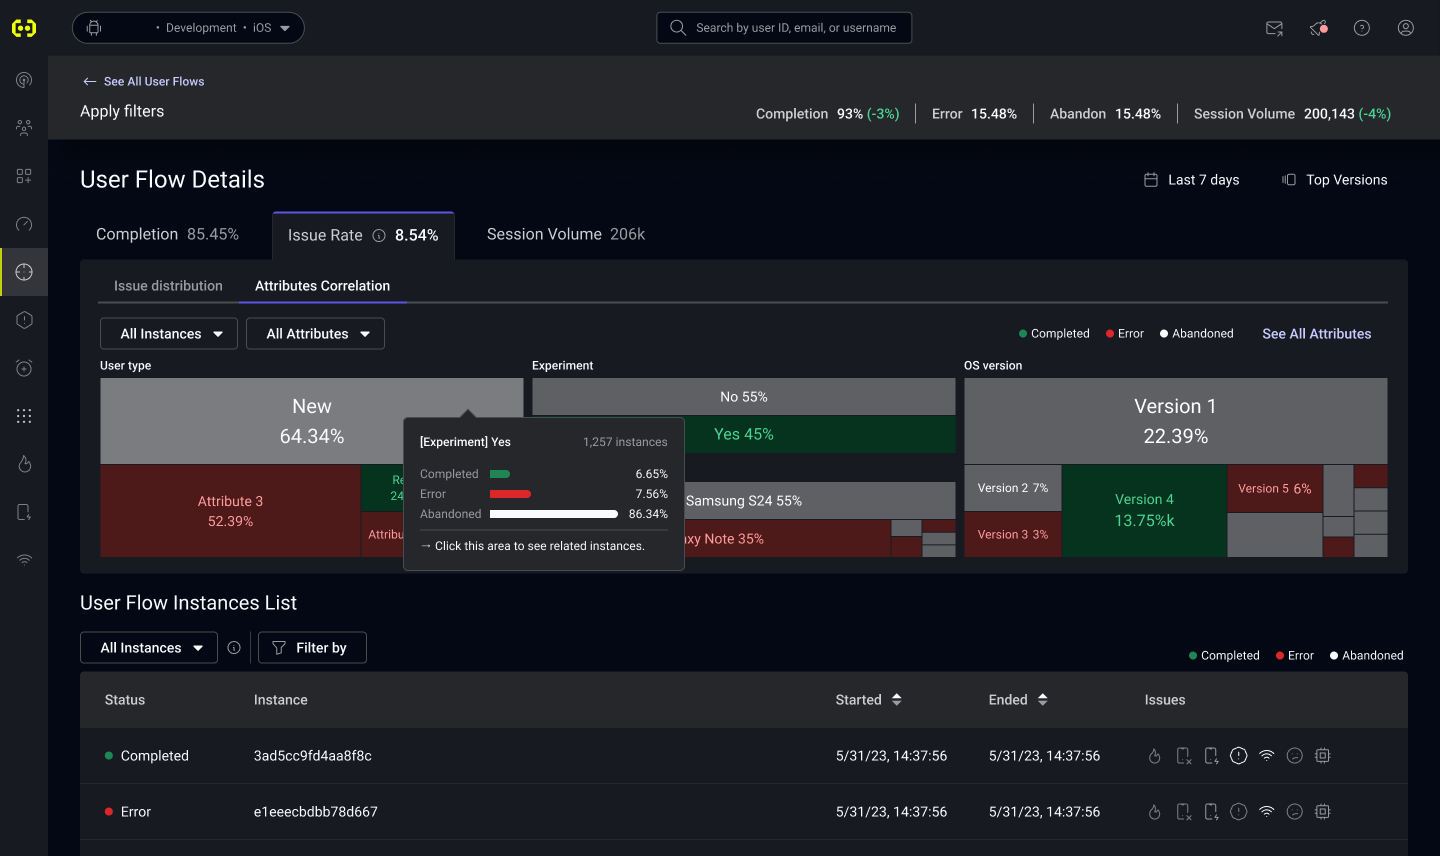 • Development • iOS
Search by user ID, email, or username
See All User Flows
Apply filters
Completion 93% (-3%)
Error 15.48%
Abandon 15.48%
Session Volume 200,143 (-4%)
User Flow Details
Last 7 days
Top Versions
Completion 85.45%
Issue Rate 8.54%
Session Volume 206k
Issue distribution
Attributes Correlation
All Instances
All Attributes
Completed
Error
Abandoned
See All Attributes
User type
Experiment
OS version
New
64.34%
No 55%
Yes 45%
Version 1
22.39%
Attribute 3
52.39%
Re
24
Attribu
[Experiment] Yes
1,257 instances
Completed 6.65%
Error 7.56%
Abandoned 86.34%
→ Click this area to see related instances.
Samsung S24 55%
xy Note 35%
Version 2 7%
Version 3 3%
Version 4
13.75%k
Version 5 6%
User Flow Instances List
All Instances
Filter by
Completed
Error
Abandoned
Status Instance Started Ended Issues
Completed 3ad5cc9fd4aa8f8c 5/31/23, 14:37:56 5/31/23, 14:37:56
Error e1eeecbdbb78d667 5/31/23, 14:37:56 5/31/23, 14:37:56